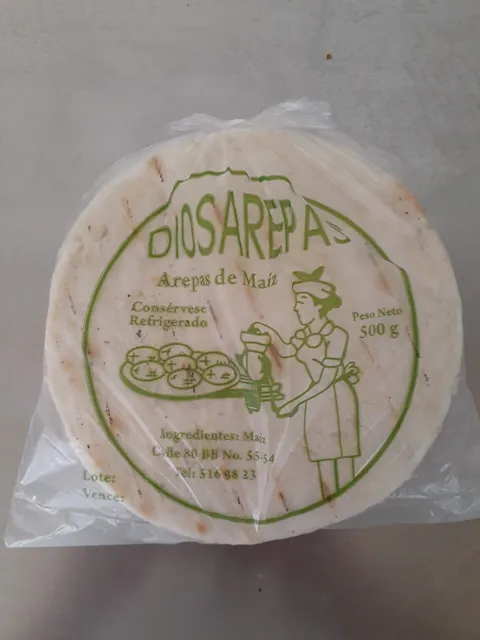 DIOSAREPAS
Arepas de Maíz
Consérvese
Refrigerado
Peso Neto
500 g
Ingredientes: Maíz
Calle 80 BB No. 55-54
Tel: 516 88 23
Lote:
Vence: